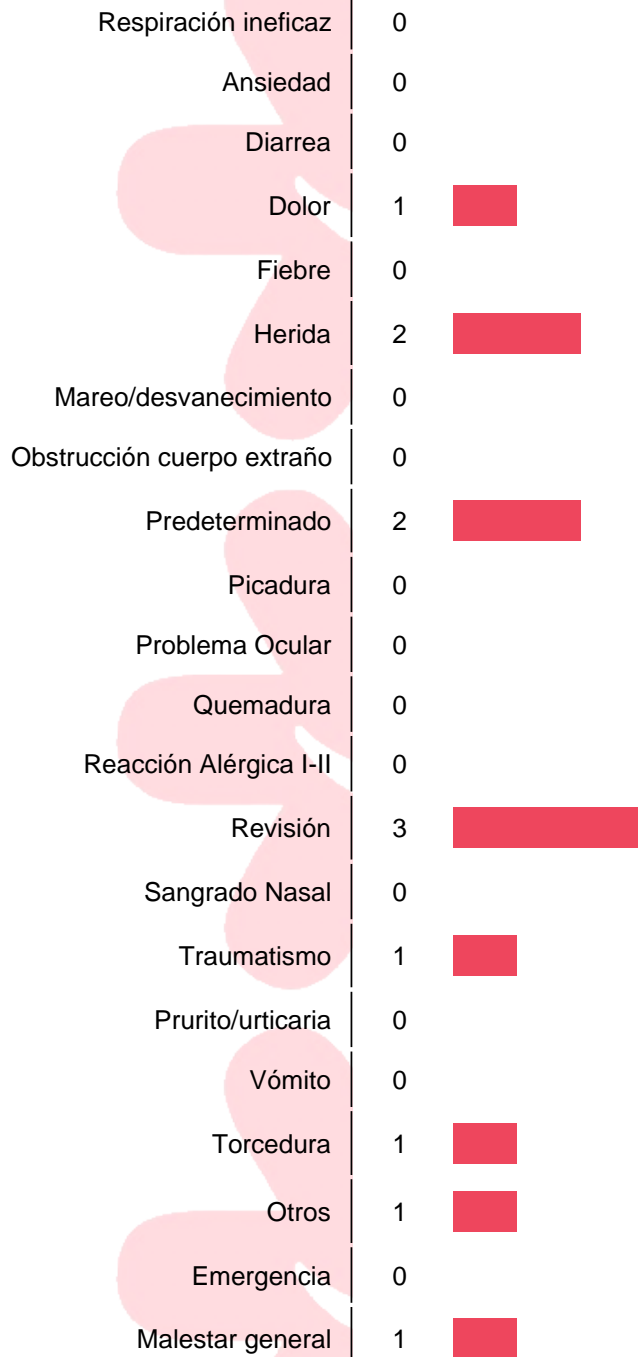 Respiración ineficaz 0
Ansiedad 0
Diarrea 0
Dolor 1
Fiebre 0
Herida 2
Mareo/desvanecimiento 0
Obstrucción cuerpo extraño 0
Predeterminado 2
Picadura 0
Problema Ocular 0
Quemadura 0
Reacción Alérgica I-II 0
Revisión 3
Sangrado Nasal 0
Traumatismo 1
Prurito/urticaria 0
Vómito 0
Torcedura 1
Otros 1
Emergencia 0
Malestar general 1